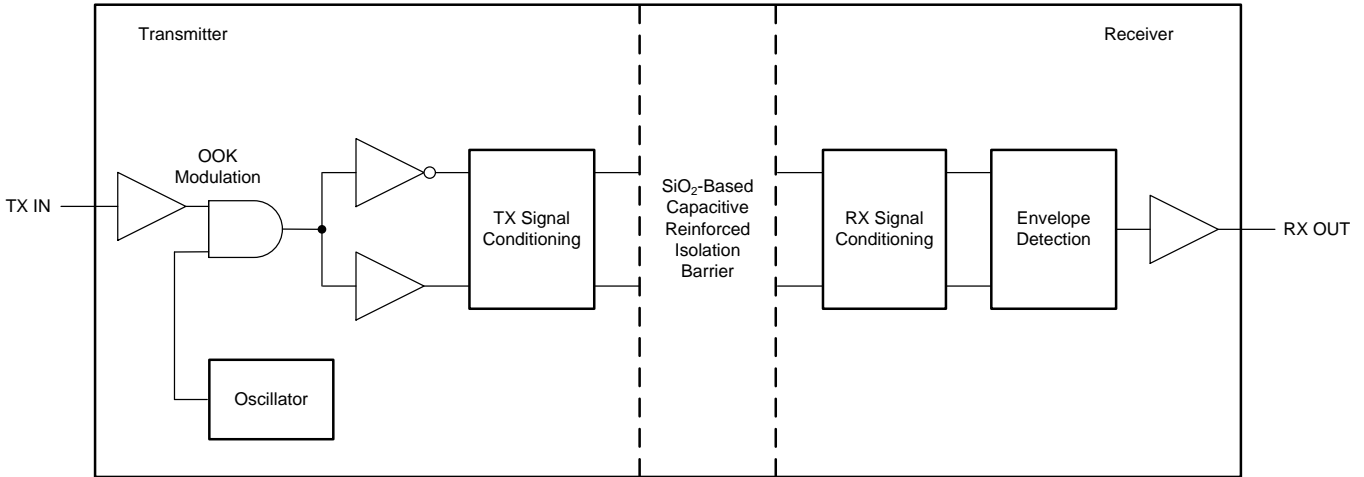 Transmitter
Receiver
OOK
Modulation
TX IN
TX Signal
Conditioning
SiO₂-Based
Capacitive
Reinforced
Isolation
Barrier
RX Signal
Conditioning
Envelope
Detection
RX OUT
Oscillator